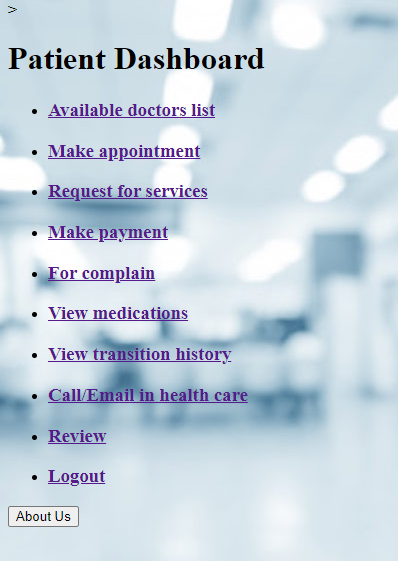 >
Patient Dashboard
Available doctors list
Make appointment
Request for services
Make payment
For complain
View medications
View transition history
Call/Email in health care
Review
Logout
About Us